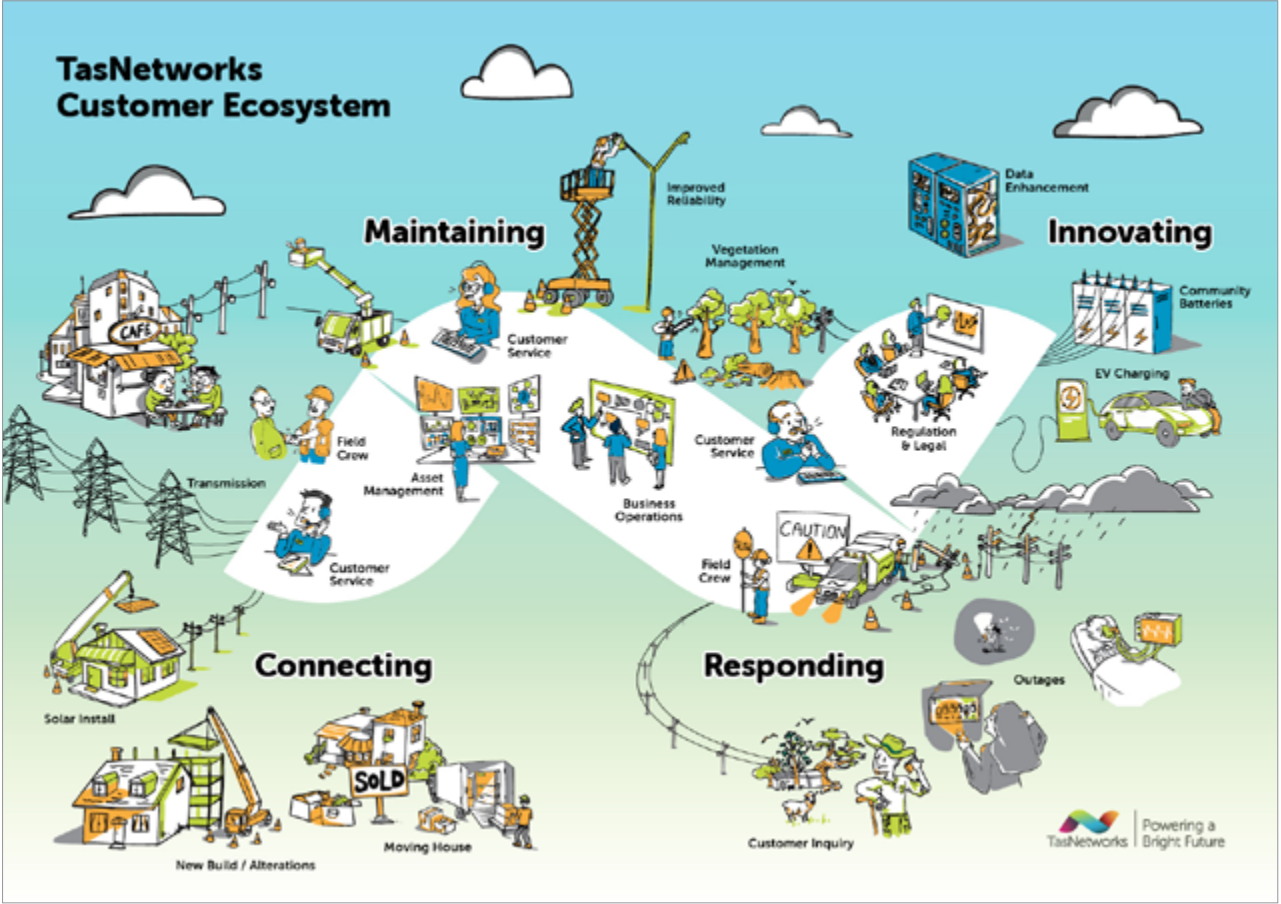 TasNetworks
Customer Ecosystem
Data
Enhancement
Improved
Reliability
Maintaining
Innovating
Vegetation
Management
Community
Batteries
CAFE
Customer
Service
EV Charging
Field
Crew
Regulation
& Legal
Customer
Service
Transmission
Asset
Management
Business
Operations
CAUTION
Customer
Service
Field
Crew
Connecting
Responding
Outages
Solar Install
SOLD
Moving House
Customer Inquiry
New Build / Alterations
TasNetworks
Powering a
Bright Future